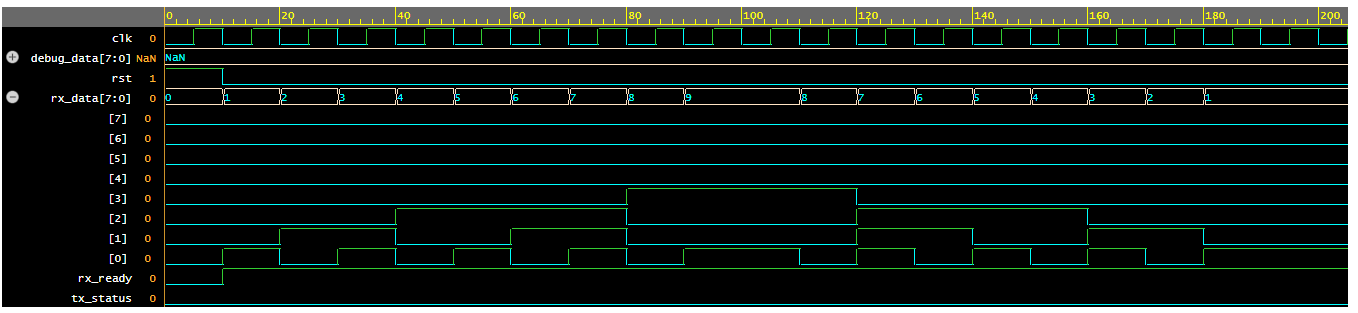 0 20 40 60 80 100 120 140 160 180 200
clk 0
debug_data[7:0] NaN NaN
rst 1
rx_data[7:0] 0 0 1 2 3 4 5 6 7 8 9 8 7 6 5 4 3 2 1
[7] 0
[6] 0
[5] 0
[4] 0
[3] 0
[2] 0
[1] 0
[0] 0
rx_ready 0
tx_status 0